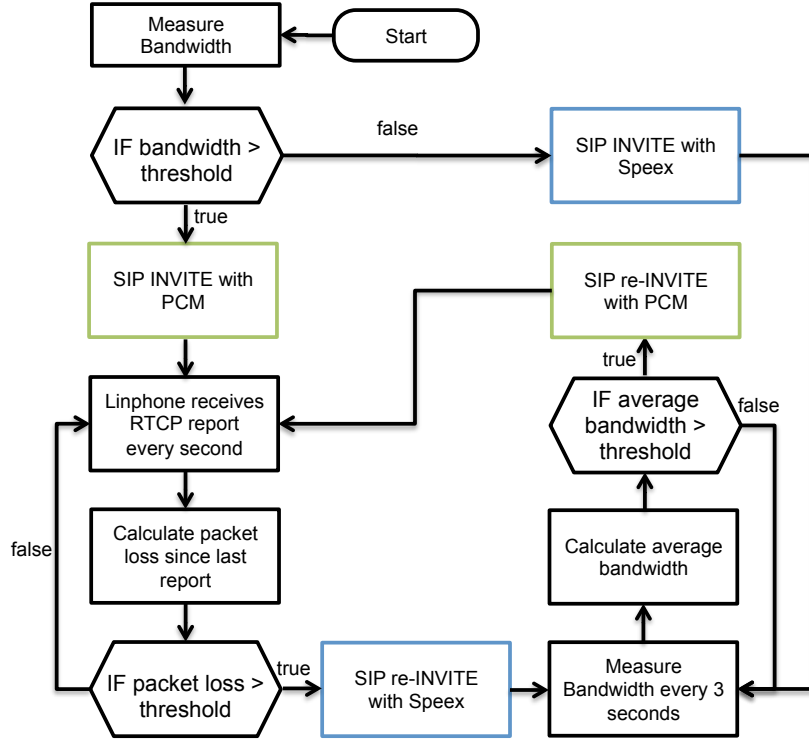 Measure
Bandwidth
Start
IF bandwidth >
threshold
false
SIP INVITE with
Speex
true
SIP INVITE with
PCM
SIP re-INVITE
with PCM
true
Linphone receives
RTCP report
every second
IF average
bandwidth >
threshold
false
false
Calculate packet
loss since last
report
Calculate average
bandwidth
IF packet loss >
threshold
true
SIP re-INVITE
with Speex
Measure
Bandwidth every 3
seconds